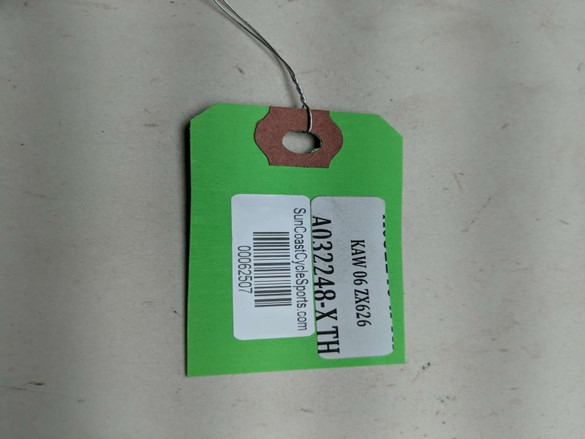 KAW 06 ZX626
A032248-X TH
SunCoastCycleSports.com
00062507